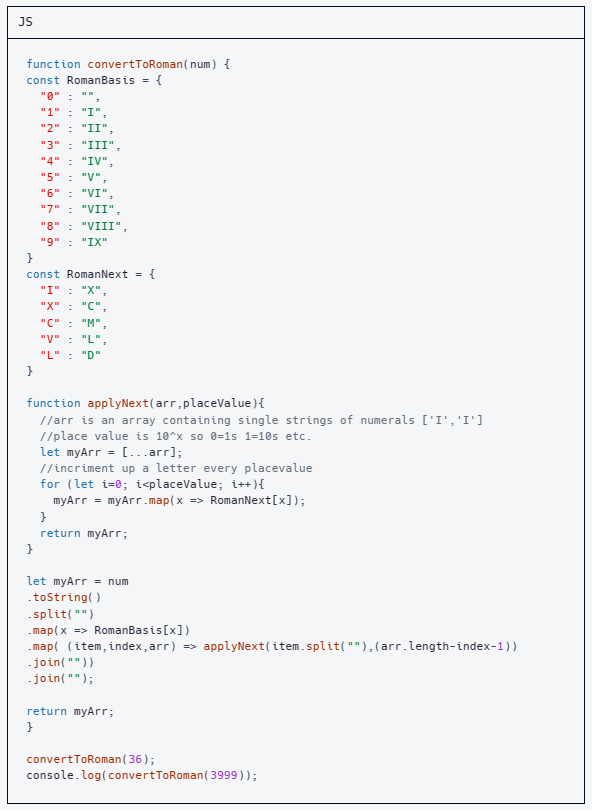 JS
function convertToRoman(num) {
const RomanBasis = {
  "0" : "",
  "1" : "I",
  "2" : "II",
  "3" : "III",
  "4" : "IV",
  "5" : "V",
  "6" : "VI",
  "7" : "VII",
  "8" : "VIII",
  "9" : "IX"
}
const RomanNext = {
  "I" : "X",
  "X" : "C",
  "C" : "M",
  "V" : "L",
  "L" : "D"
}

function applyNext(arr,placeValue){
  //arr is an array containing single strings of numerals ['I','I']
  //place value is 10^x so 0=1s 1=10s etc.
  let myArr = [...arr];
  //incriment up a letter every placevalue
  for (let i=0; i<placeValue; i++){
    myArr = myArr.map(x => RomanNext[x]);
  }
  return myArr;
}

let myArr = num
.toString()
.split("")
.map(x => RomanBasis[x])
.map( (item,index,arr) => applyNext(item.split(""),(arr.length-index-1))
.join(""))
.join("");

return myArr;
}

convertToRoman(36);
console.log(convertToRoman(3999));